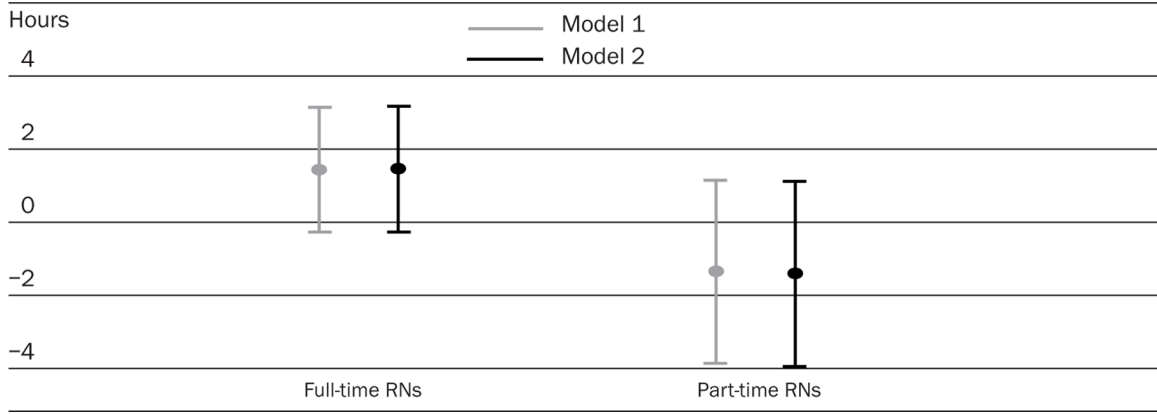 Hours
Model 1
Model 2
4
2
0
−2
−4
Full-time RNs
Part-time RNs